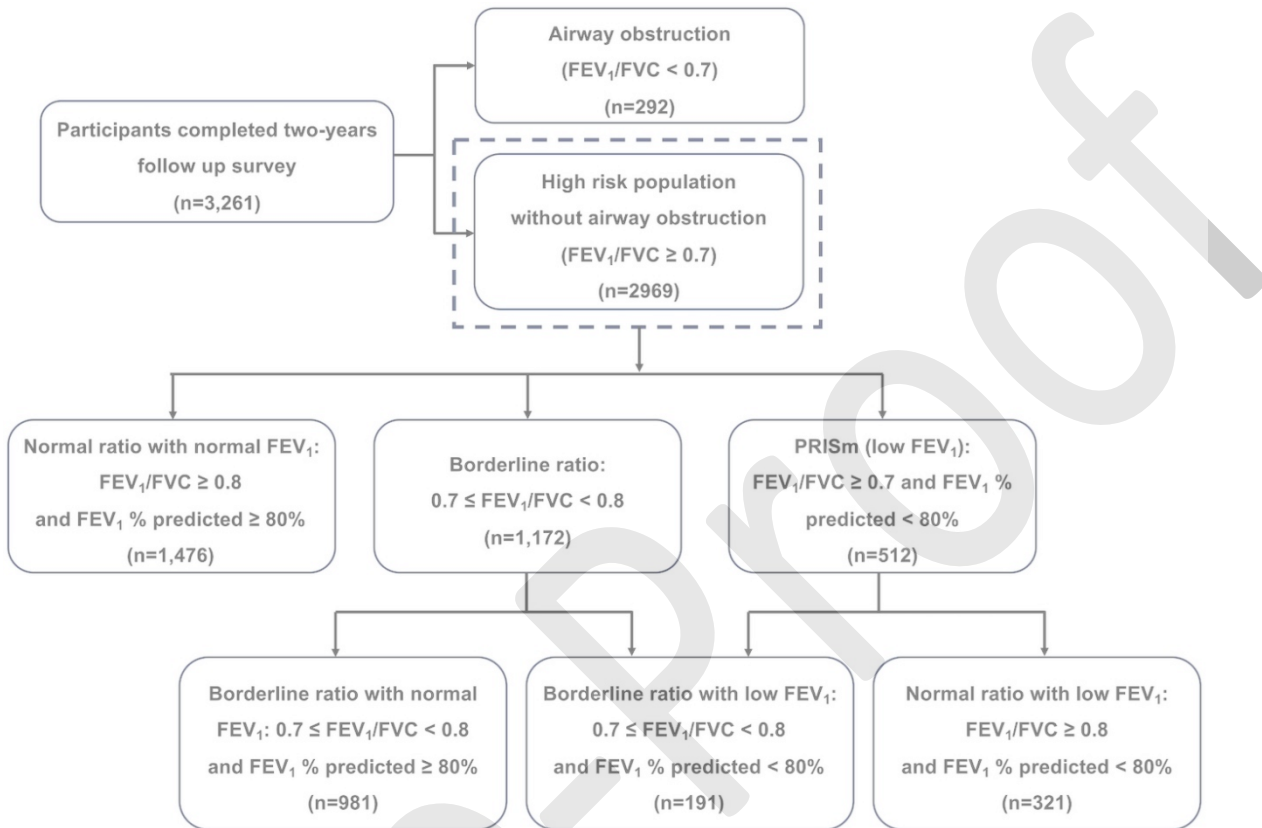 Airway obstruction
(FEV₁/FVC < 0.7)
(n=292)
Participants completed two-years
follow up survey
(n=3,261)
High risk population
without airway obstruction
(FEV₁/FVC ≥ 0.7)
(n=2969)
Normal ratio with normal FEV₁:
FEV₁/FVC ≥ 0.8
and FEV₁ % predicted ≥ 80%
(n=1,476)
Borderline ratio:
0.7 ≤ FEV₁/FVC < 0.8
(n=1,172)
PRISm (low FEV₁):
FEV₁/FVC ≥ 0.7 and FEV₁ %
predicted < 80%
(n=512)
Borderline ratio with normal
FEV₁: 0.7 ≤ FEV₁/FVC < 0.8
and FEV₁ % predicted ≥ 80%
(n=981)
Borderline ratio with low FEV₁:
0.7 ≤ FEV₁/FVC < 0.8
and FEV₁ % predicted < 80%
(n=191)
Normal ratio with low FEV₁:
FEV₁/FVC ≥ 0.8
and FEV₁ % predicted < 80%
(n=321)
-Proof